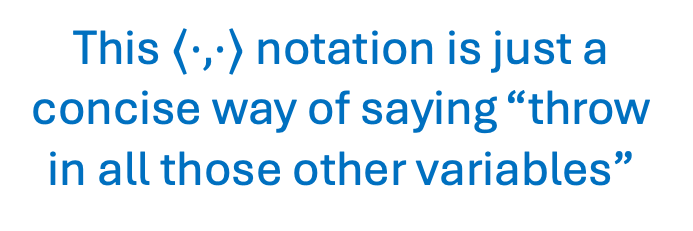 This ⟨·,·⟩ notation is just a
concise way of saying “throw
in all those other variables”